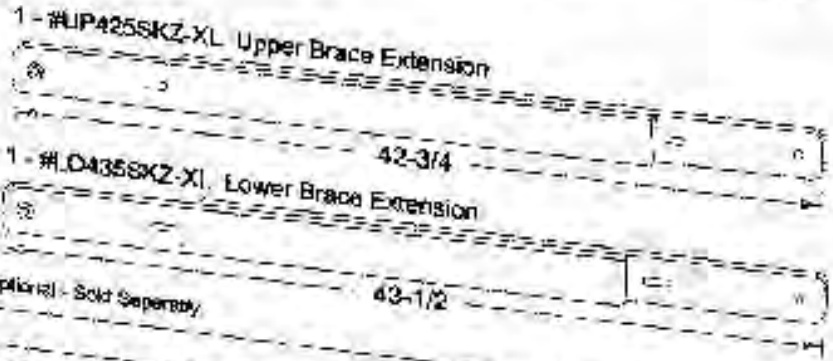 1 - #UP425SKZ-XL Upper Brace Extension
42-3/4
1 - #LO435SKZ-XL Lower Brace Extension
43-1/2
ptional - Sold Seperately